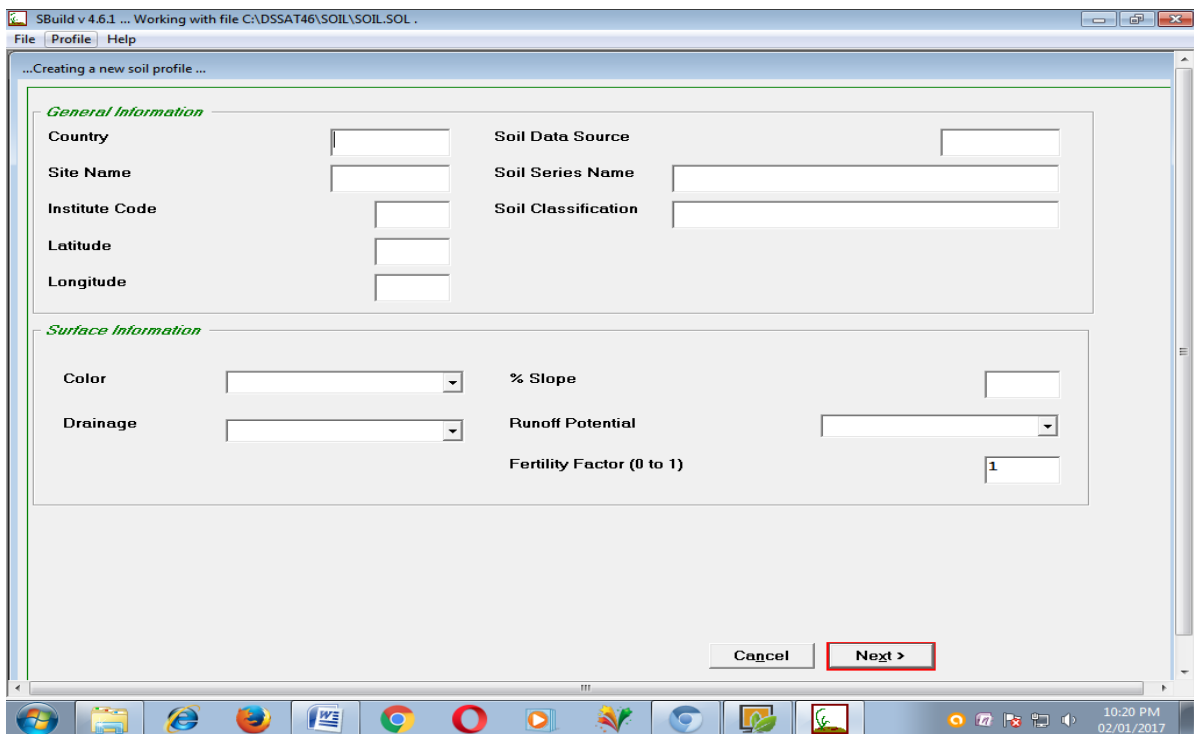 SBuild v 4.6.1 ... Working with file C:\DSSAT46\SOIL\SOIL.SOL .
File Profile Help
...Creating a new soil profile ...
General Information
Country
Soil Data Source
Site Name
Soil Series Name
Institute Code
Soil Classification
Latitude
Longitude
Surface Information
Color
% Slope
Drainage
Runoff Potential
Fertility Factor (0 to 1)
1
Cancel
Next >
10:20 PM
02/01/2017